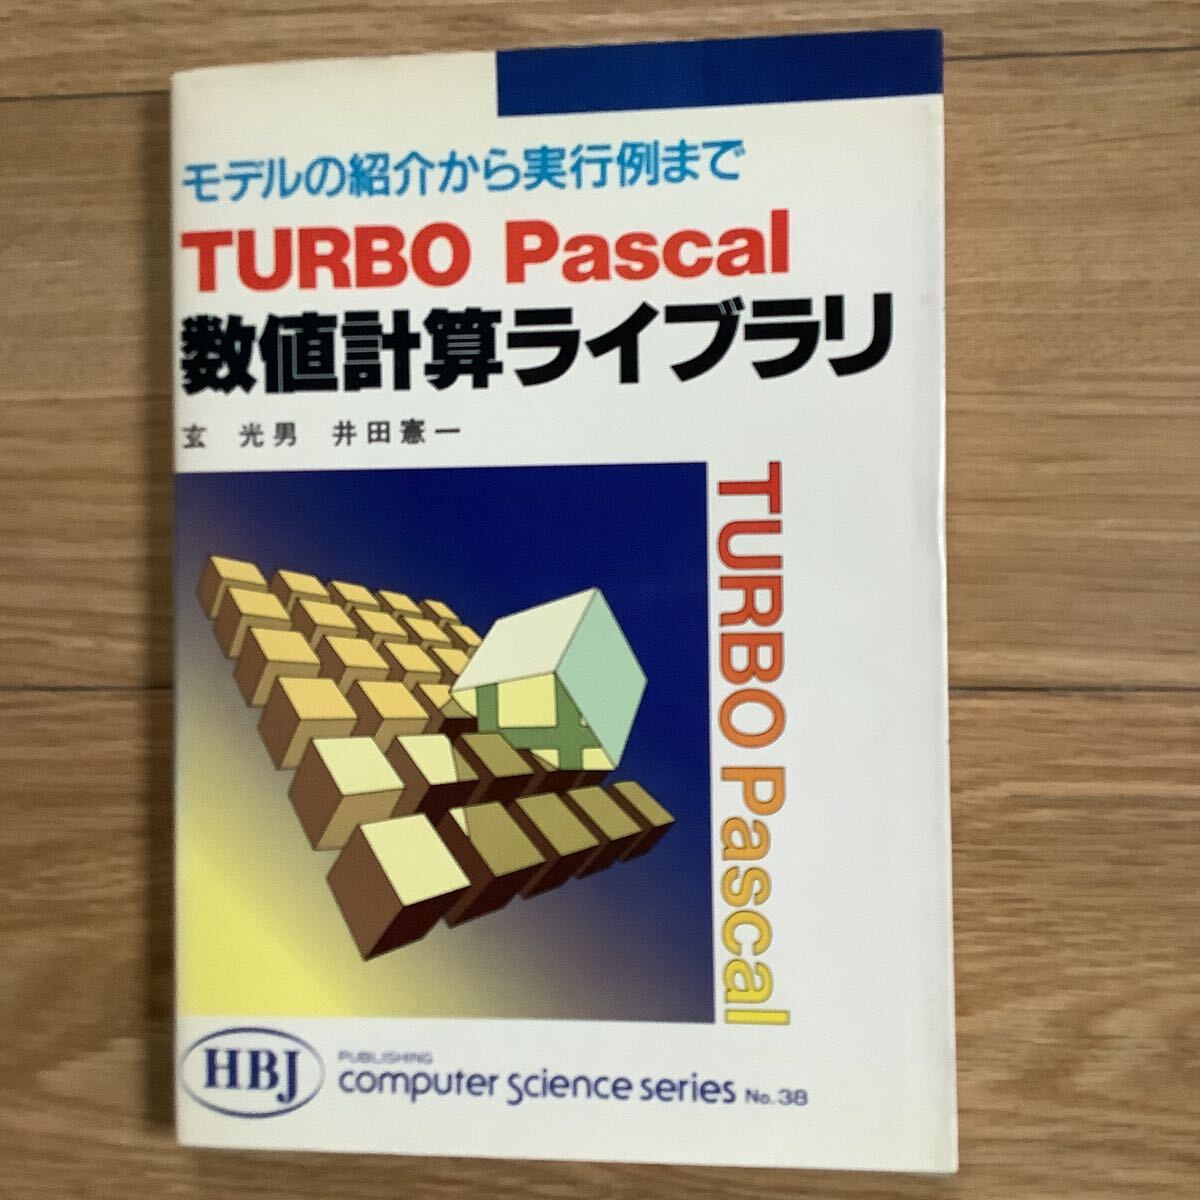 モデルの紹介から実行例まで
TURBO Pascal
数値計算ライブラリ
玄 光男 井田憲一
TURBO Pascal
HBJ
PUBLISHING
computer science series No.38